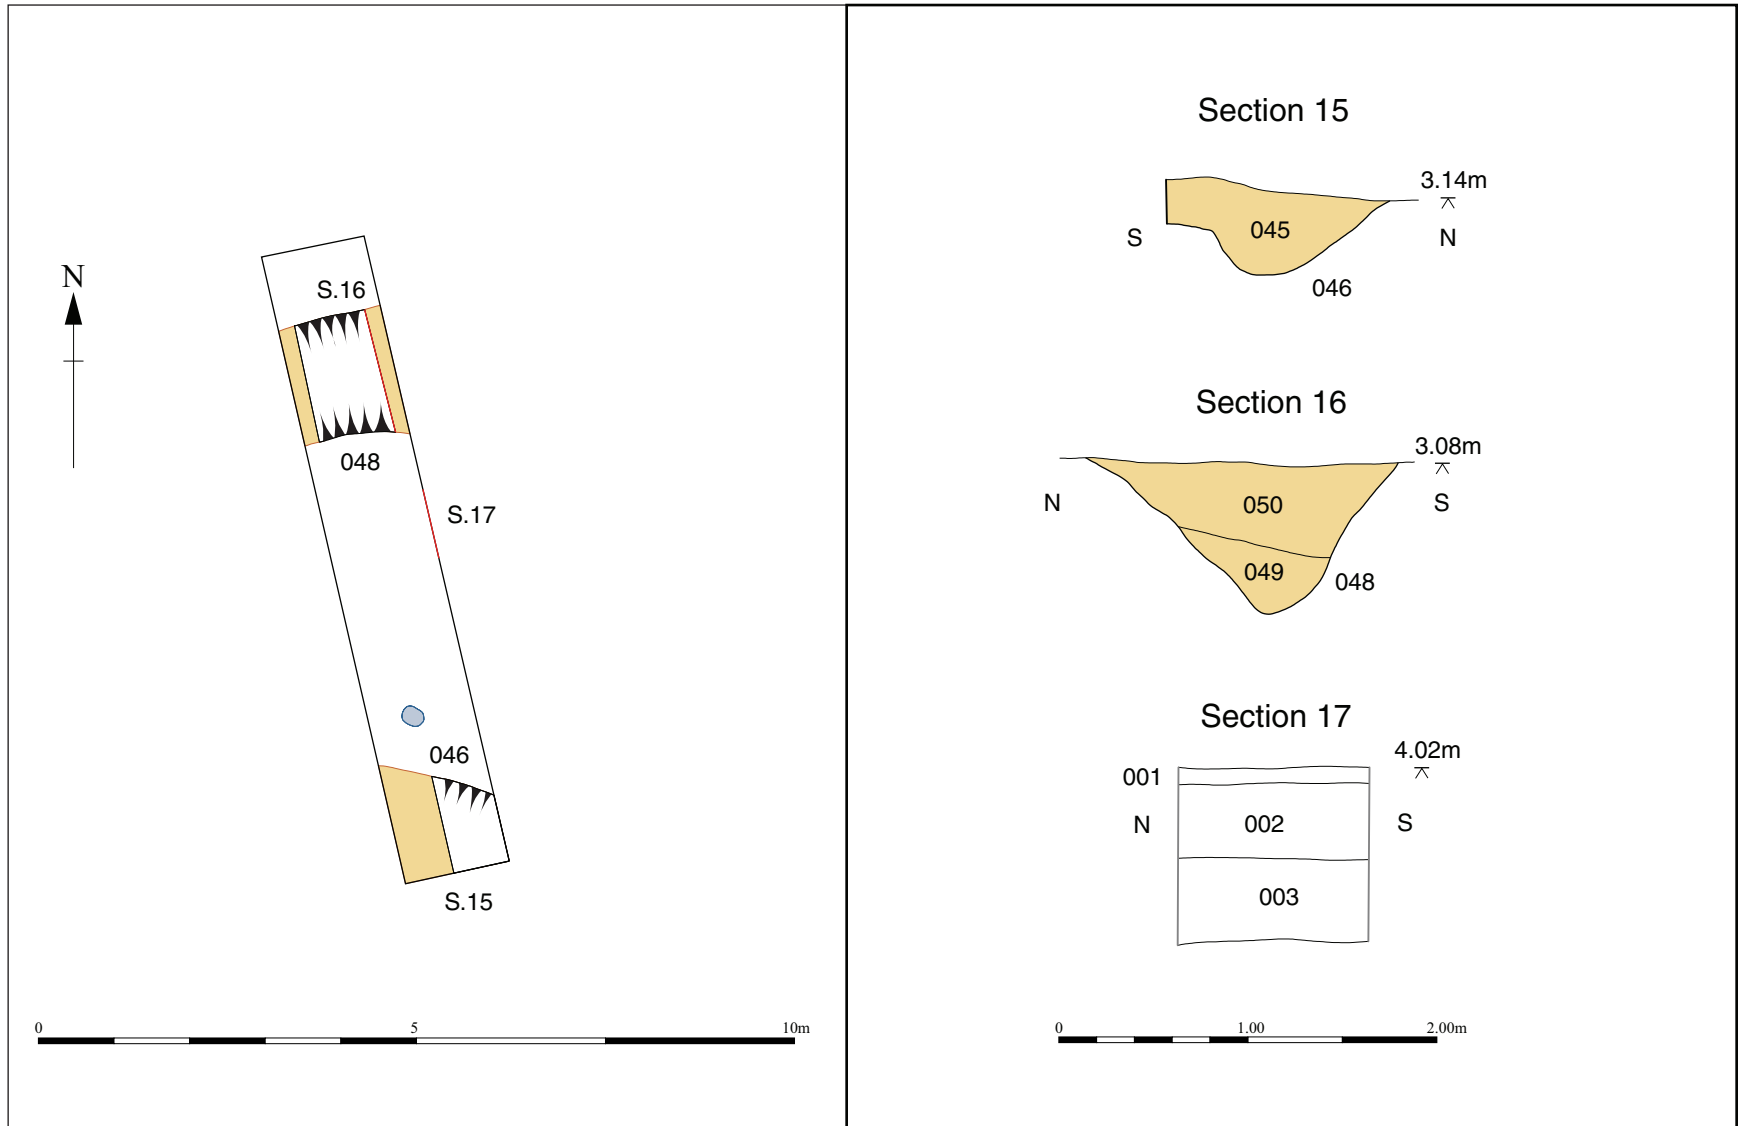 N
S.16
048
S.17
046
S.15
0 5 10m
Section 15
3.14m
045
S N
046
Section 16
3.08m
N 050 S
049 048
Section 17
4.02m
001
N 002 S
003
0 1.00 2.00m